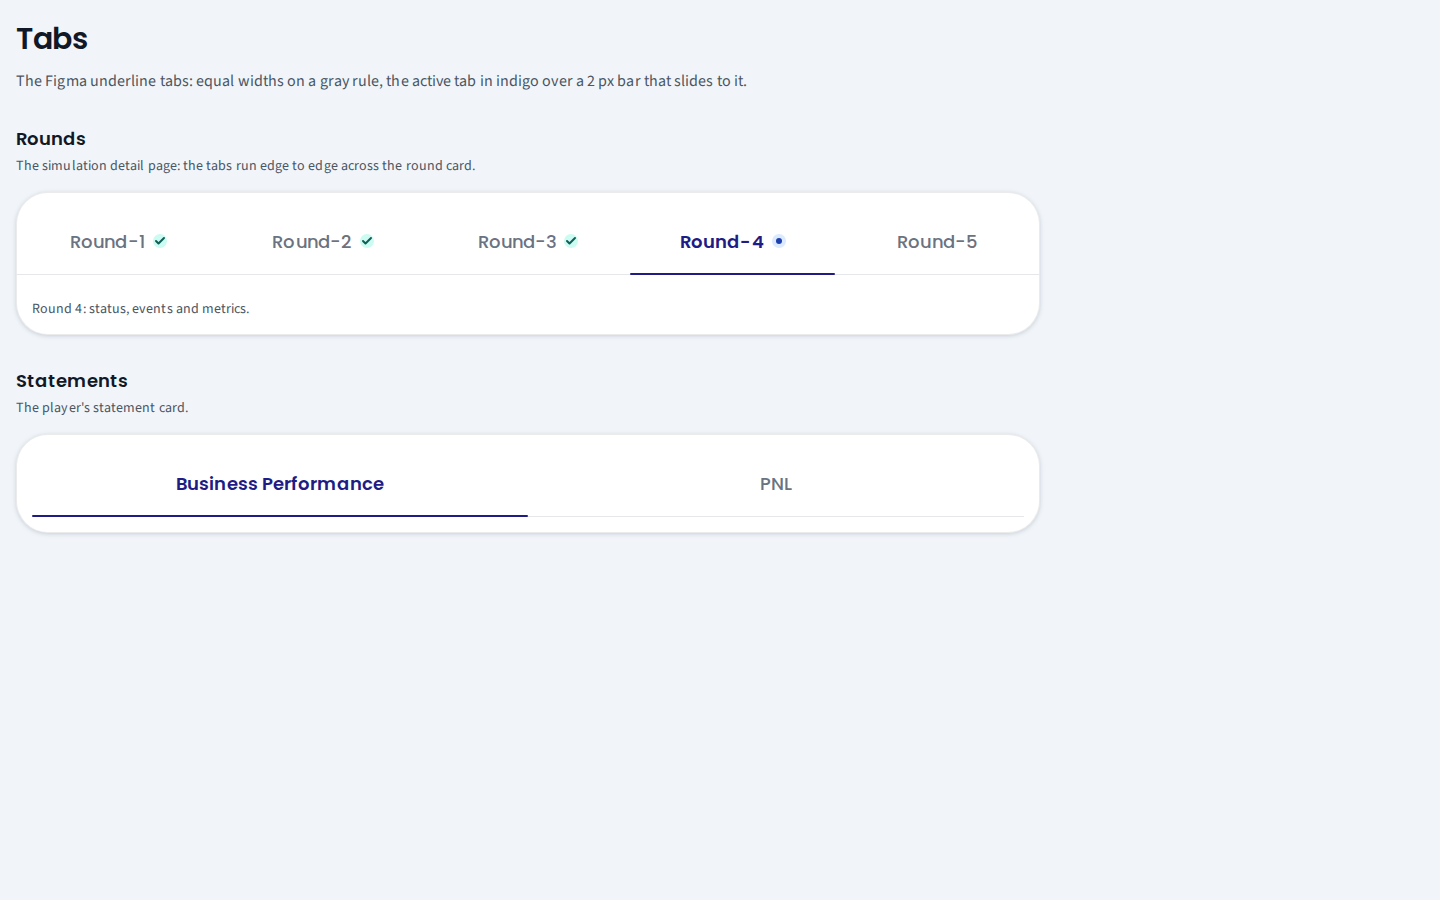 Tabs
The Figma underline tabs: equal widths on a gray rule, the active tab in indigo over a 2 px bar that slides to it.
Rounds
The simulation detail page: the tabs run edge to edge across the round card.
Round-1 Round-2 Round-3 Round-4 Round-5
Round 4: status, events and metrics.
Statements
The player's statement card.
Business Performance PNL